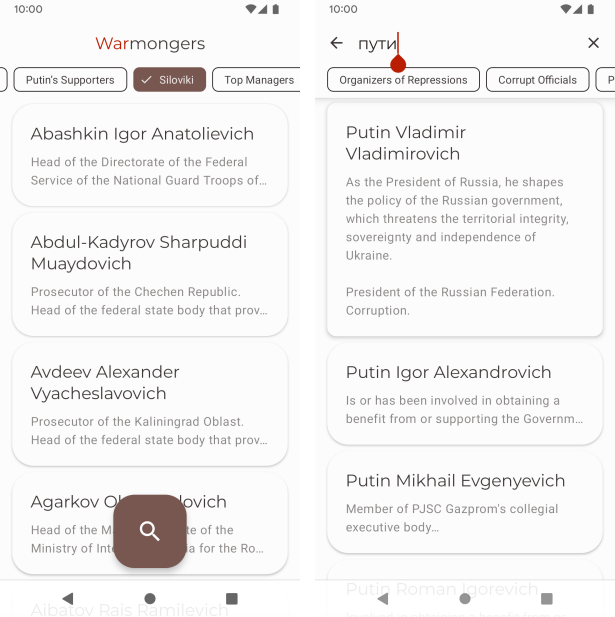 10:00
Warmongers
Putin's Supporters
Siloviki
Top Managers
Abashkin Igor Anatolievich
Head of the Directorate of the Federal
Service of the National Guard Troops of…
Abdul-Kadyrov Sharpuddi
Muaydovich
Prosecutor of the Chechen Republic.
Head of the federal state body that prov…
Avdeev Alexander
Vyacheslavovich
Prosecutor of the Kaliningrad Oblast.
Head of the federal state body that prov…
Agarkov
Head of the te of the
Ministry of for the Ro…
Aibatov Rais Ramilevich
10:00
пути
Organizers of Repressions
Corrupt Officials
P
Putin Vladimir
Vladimirovich
As the President of Russia, he shapes
the policy of the Russian government,
which threatens the territorial integrity,
sovereignty and independence of
Ukraine.
President of the Russian Federation.
Corruption.
Putin Igor Alexandrovich
Is or has been involved in obtaining a
benefit from or supporting the Governm…
Putin Mikhail Evgenyevich
Member of PJSC Gazprom's collegial
executive body…
Putin Roman Igorevich